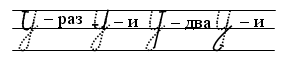 У – раз У – и У – два У – и